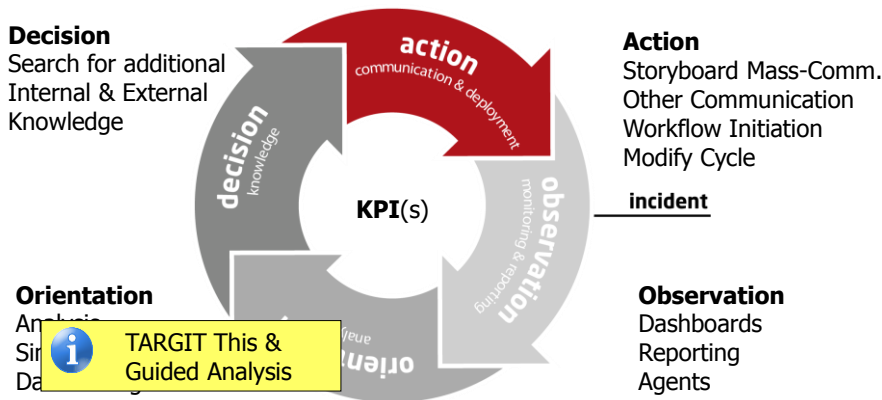 Decision
Search for additional
Internal & External
Knowledge
action
communication & deployment
Action
Storyboard Mass-Comm.
Other Communication
Workflow Initiation
Modify Cycle
decision
knowledge
KPI(s)
observation
monitoring & reporting
incident
Orientation
TARGIT This &
Guided Analysis
Observation
Dashboards
Reporting
Agents